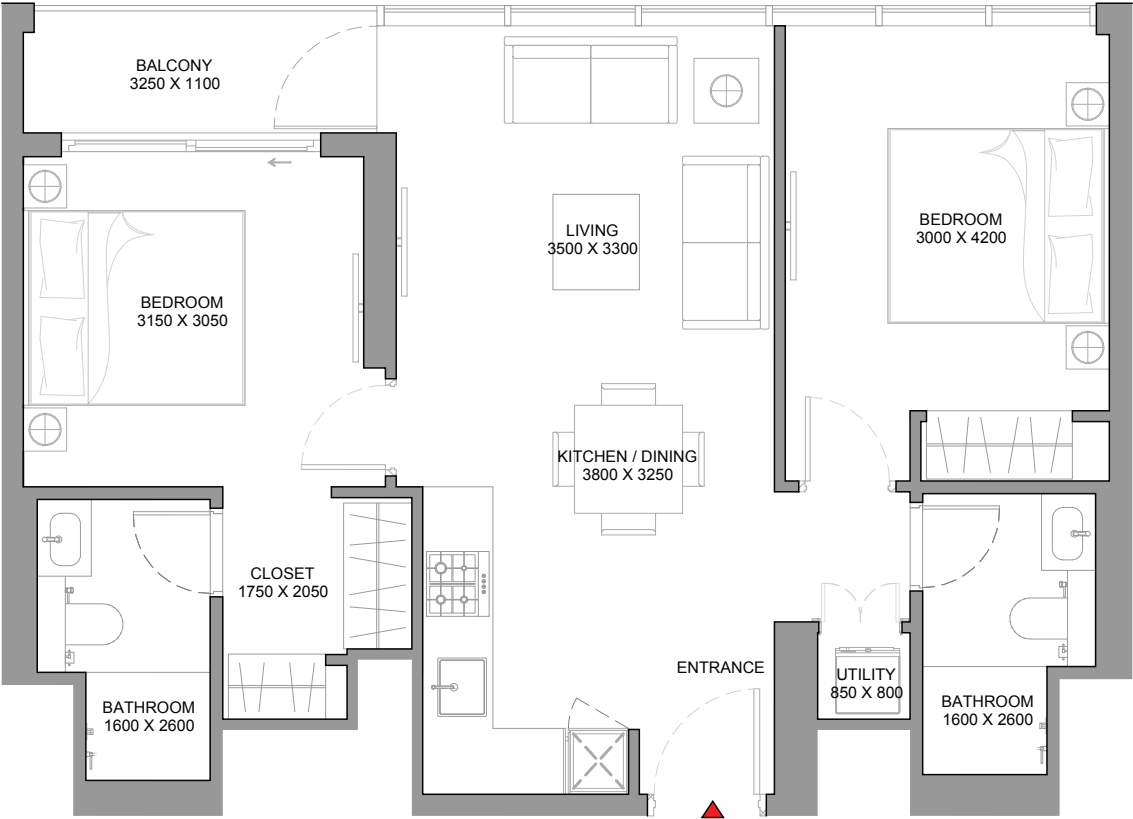 BALCONY
3250 X 1100
LIVING
3500 X 3300
BEDROOM
3000 X 4200
BEDROOM
3150 X 3050
KITCHEN / DINING
3800 X 3250
CLOSET
1750 X 2050
ENTRANCE
UTILITY
850 X 800
BATHROOM
1600 X 2600
BATHROOM
1600 X 2600